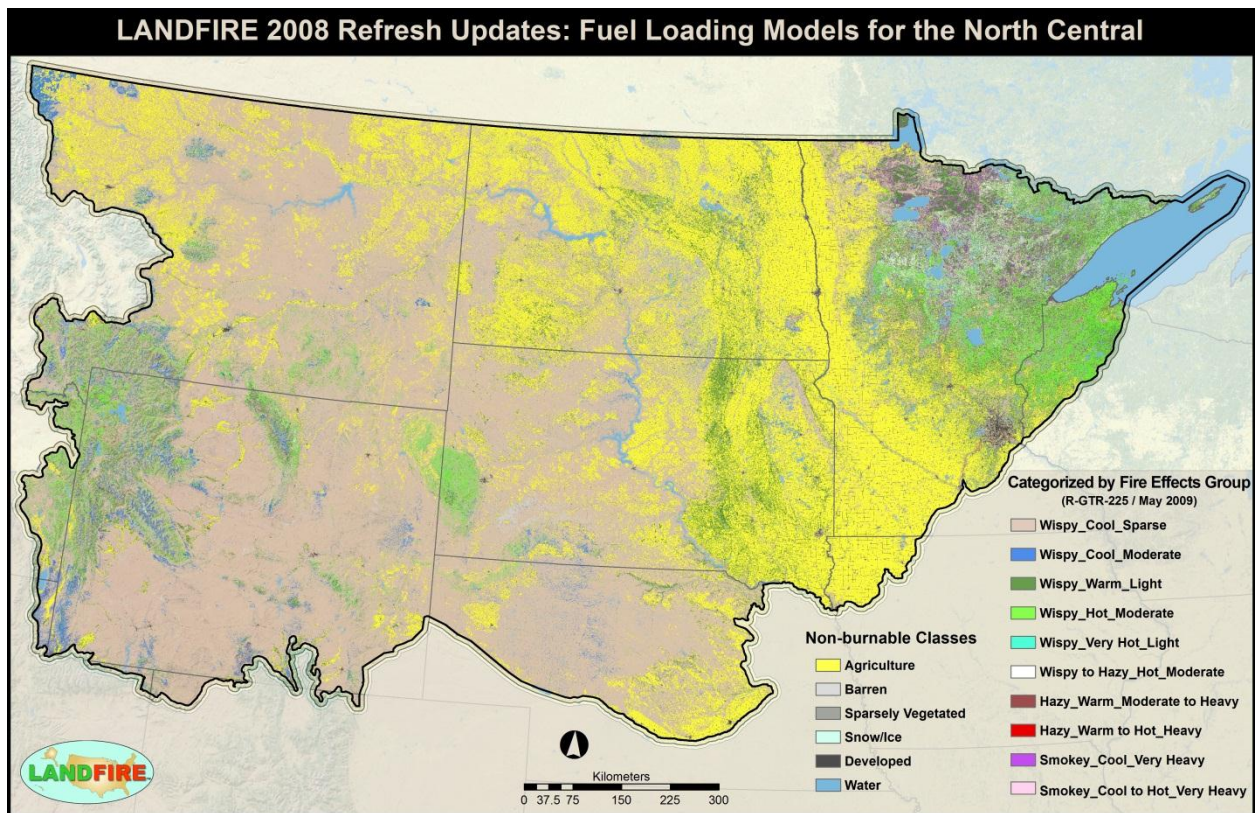 LANDFIRE 2008 Refresh Updates: Fuel Loading Models for the North Central
Categorized by Fire Effects Group
(R-GTR-225 / May 2009)
Wispy_Cool_Sparse
Wispy_Cool_Moderate
Wispy_Warm_Light
Wispy_Hot_Moderate
Wispy_Very Hot_Light
Wispy to Hazy_Hot_Moderate
Hazy_Warm_Moderate to Heavy
Hazy_Warm to Hot_Heavy
Smokey_Cool_Very Heavy
Smokey_Cool to Hot_Very Heavy
Non-burnable Classes
Agriculture
Barren
Sparsely Vegetated
Snow/Ice
Developed
Water
LANDFIRE
Kilometers
0 37.5 75 150 225 300